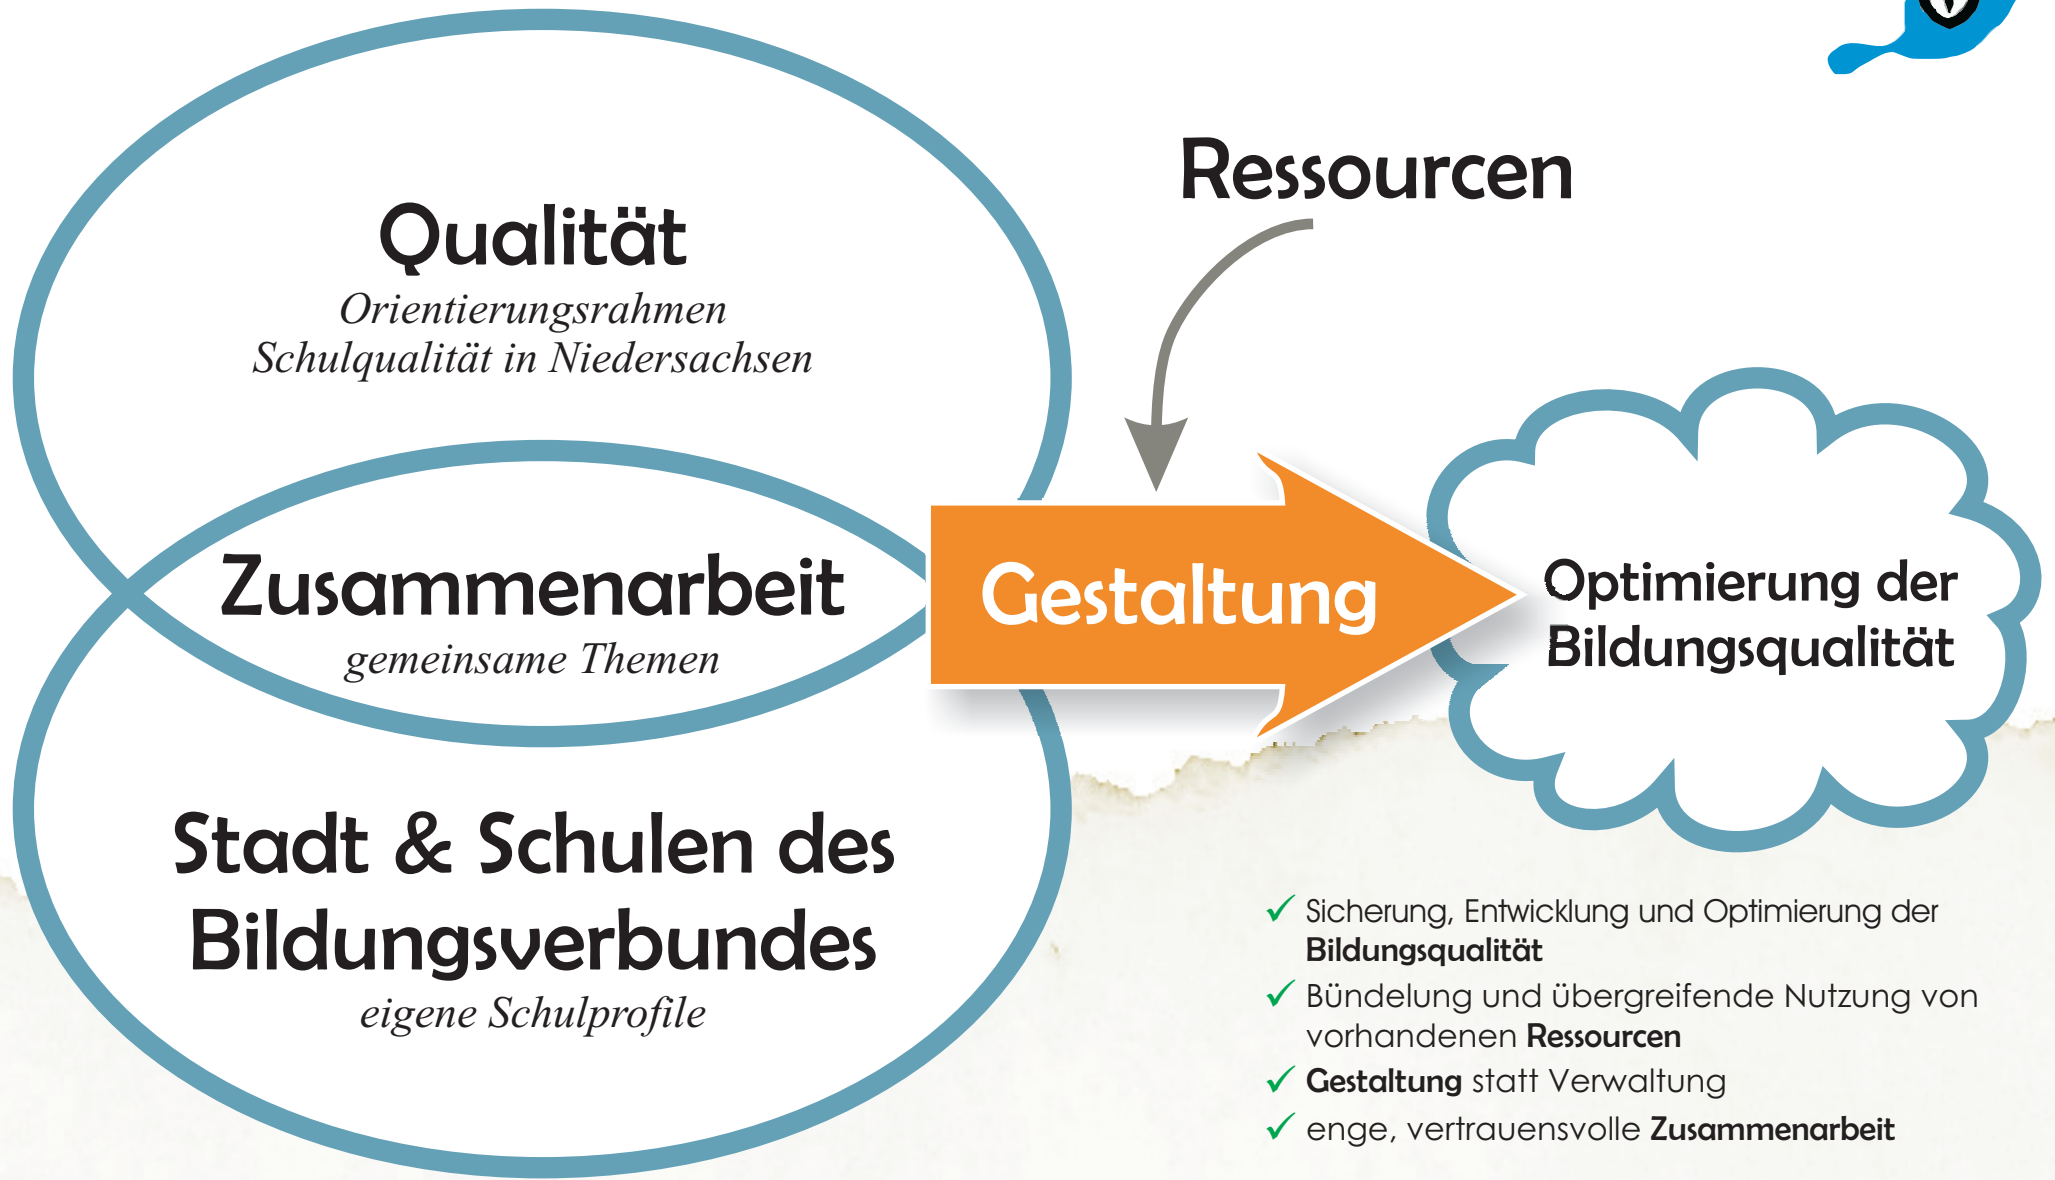 Qualität
Orientierungsrahmen
Schulqualität in Niedersachsen
Zusammenarbeit
gemeinsame Themen
Stadt & Schulen des
Bildungsverbundes
eigene Schulprofile
Ressourcen
Gestaltung
Optimierung der
Bildungsqualität
✓ Sicherung, Entwicklung und Optimierung der
Bildungsqualität
✓ Bündelung und übergreifende Nutzung von
vorhandenen Ressourcen
✓ Gestaltung statt Verwaltung
✓ enge, vertrauensvolle Zusammenarbeit